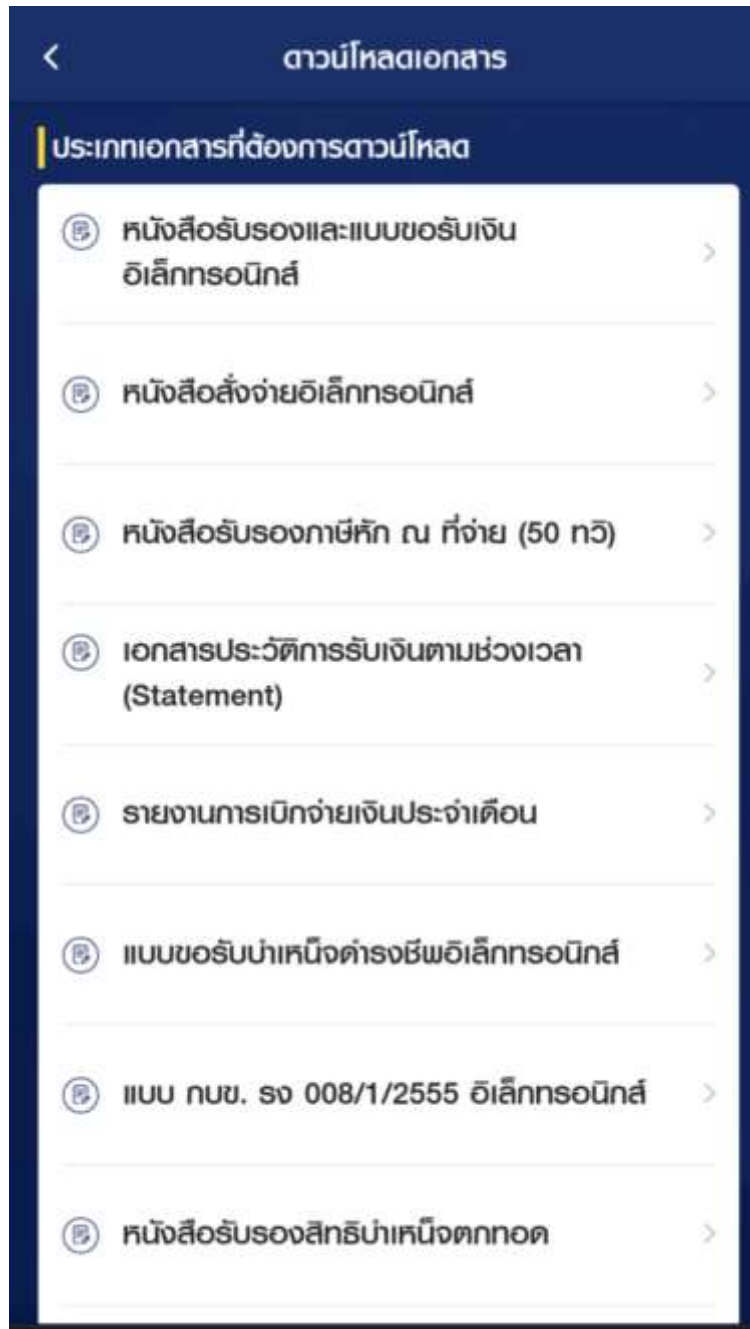 ดาวน์โหลดเอกสาร
ประเภทเอกสารที่ต้องการดาวน์โหลด
หนังสือรับรองและแบบขอรับเงิน
อิเล็กทรอนิกส์
หนังสือสั่งจ่ายอิเล็กทรอนิกส์
หนังสือรับรองภาษีหัก ณ ที่จ่าย (50 ทวิ)
เอกสารประวัติการรับเงินตามช่วงเวลา
(Statement)
รายงานการเบิกจ่ายเงินประจำเดือน
แบบขอรับบำเหน็จดำรงชีพอิเล็กทรอนิกส์
แบบ กบข. รง 008/1/2555 อิเล็กทรอนิกส์
หนังสือรับรองสิทธิบำเหน็จตกทอด